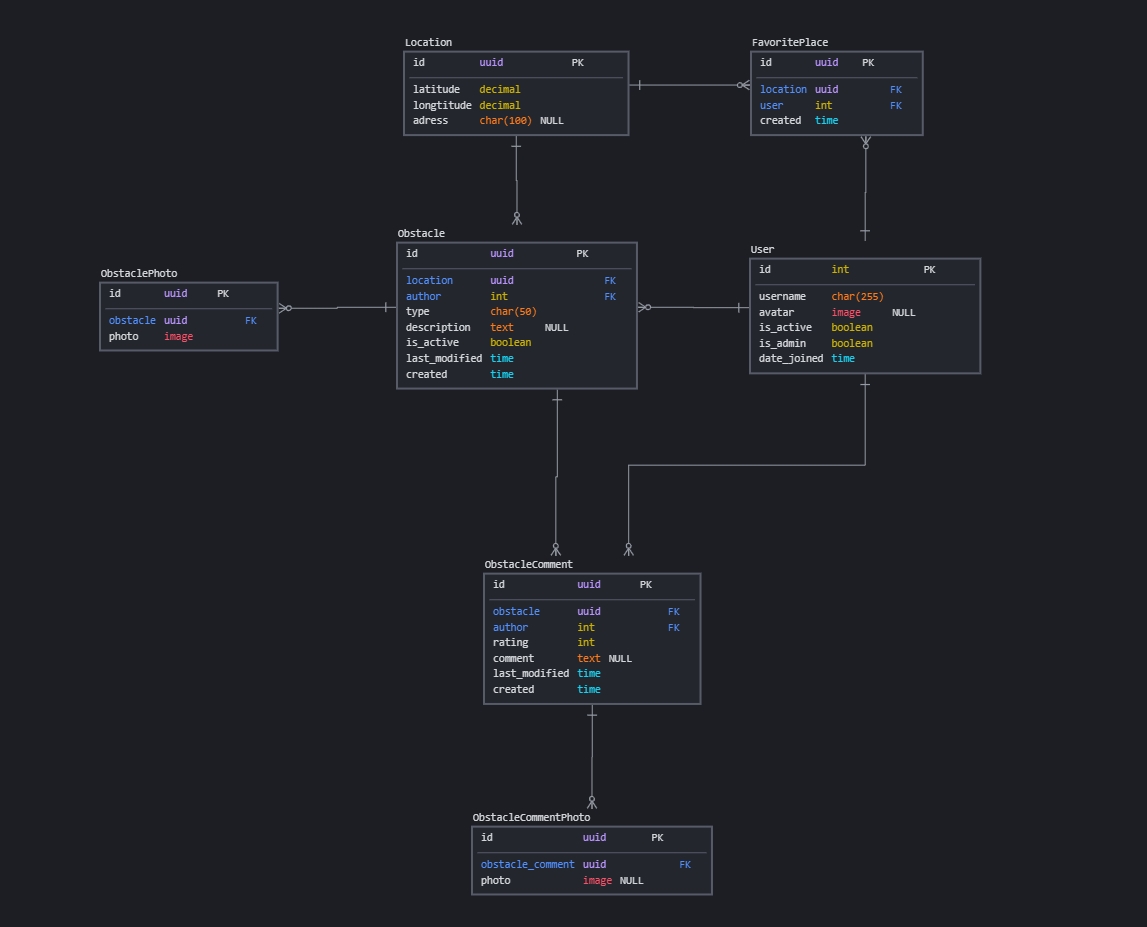 Location
id uuid PK
latitude decimal
longtitude decimal
adress char(100) NULL
FavoritePlace
id uuid PK
location uuid FK
user int FK
created time
Obstacle
id uuid PK
location uuid FK
author int FK
type char(50)
description text NULL
is_active boolean
last_modified time
created time
User
id int PK
username char(255)
avatar image NULL
is_active boolean
is_admin boolean
date_joined time
ObstaclePhoto
id uuid PK
obstacle uuid FK
photo image
ObstacleComment
id uuid PK
obstacle uuid FK
author int FK
rating int
comment text NULL
last_modified time
created time
ObstacleCommentPhoto
id uuid PK
obstacle_comment uuid FK
photo image NULL